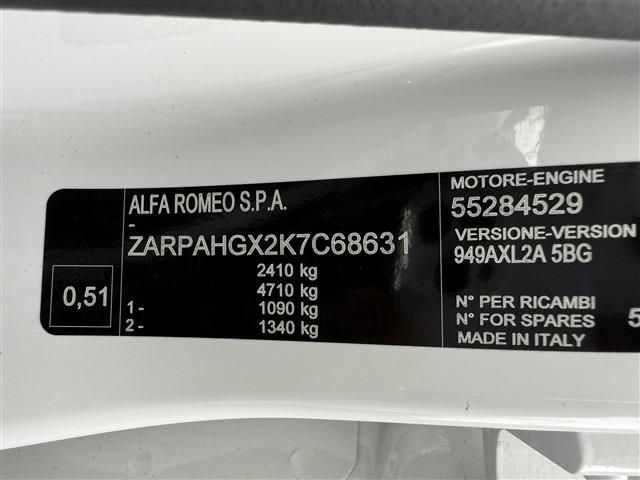 ALFA ROMEO S.P.A.
-
ZARPAHGX2K7C68631
2410 kg
4710 kg
1- 1090 kg
2- 1340 kg
0,51
MOTORE-ENGINE
55284529
VERSIONE-VERSION
949AXL2A 5BG
N° PER RICAMBI
N° FOR SPARES 5
MADE IN ITALY